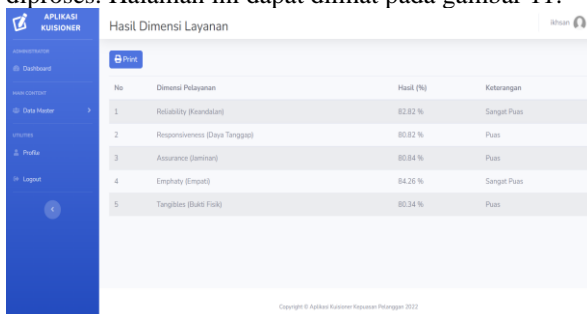 diproses. Halaman ini dapat dilihat pada gambar 11.
APLIKASI
KUISIONER
Hasil Dimensi Layanan
ikhsan
ADMINISTRATOR
Dashboard
MAIN CONTENT
Data Master
UTILITIES
Profile
Logout
Print
No Dimensi Pelayanan Hasil (%) Keterangan
1 Reliability (Keandalan) 82.82 % Sangat Puas
2 Responsiveness (Daya Tanggap) 80.82 % Puas
3 Assurance (Jaminan) 80.84 % Puas
4 Emphaty (Empati) 84.26 % Sangat Puas
5 Tangibles (Bukti Fisik) 80.34 % Puas
Copyright © Aplikasi Kuisioner Kepuasan Pelanggan 2022